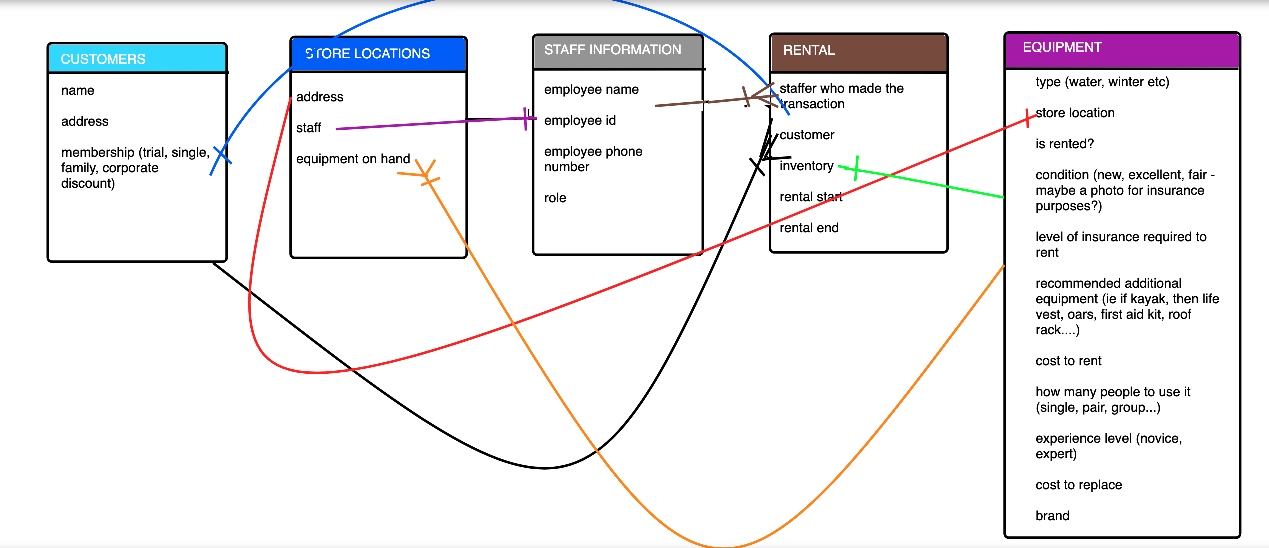 CUSTOMERS
name
address
membership (trial, single,
family, corporate
discount)
STORE LOCATIONS
address
staff
equipment on hand
STAFF INFORMATION
employee name
employee id
employee phone
number
role
RENTAL
staffer who made the
transaction
customer
inventory
rental start
rental end
EQUIPMENT
type (water, winter etc)
store location
is rented?
condition (new, excellent, fair -
maybe a photo for insurance
purposes?)
level of insurance required to
rent
recommended additional
equipment (ie if kayak, then life
vest, oars, first aid kit, roof
rack....)
cost to rent
how many people to use it
(single, pair, group...)
experience level (novice,
expert)
cost to replace
brand